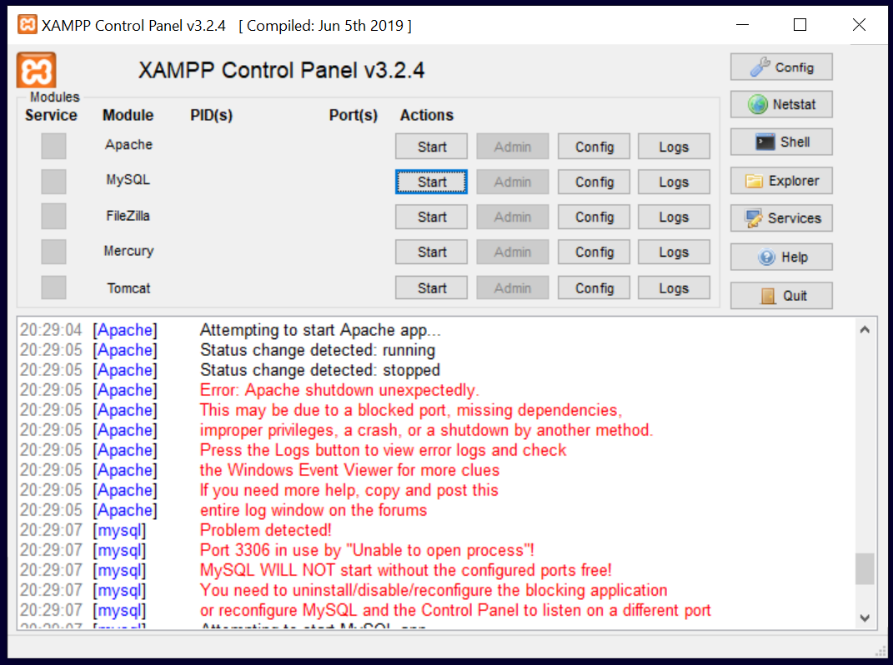 XAMPP Control Panel v3.2.4 [ Compiled: Jun 5th 2019 ]
XAMPP Control Panel v3.2.4
Modules
Service Module PID(s) Port(s) Actions
Apache Start Admin Config Logs
MySQL Start Admin Config Logs
FileZilla Start Admin Config Logs
Mercury Start Admin Config Logs
Tomcat Start Admin Config Logs
Config
Netstat
Shell
Explorer
Services
Help
Quit
20:29:04 [Apache] Attempting to start Apache app...
20:29:05 [Apache] Status change detected: running
20:29:05 [Apache] Status change detected: stopped
20:29:05 [Apache] Error: Apache shutdown unexpectedly.
20:29:05 [Apache] This may be due to a blocked port, missing dependencies,
20:29:05 [Apache] improper privileges, a crash, or a shutdown by another method.
20:29:05 [Apache] Press the Logs button to view error logs and check
20:29:05 [Apache] the Windows Event Viewer for more clues
20:29:05 [Apache] If you need more help, copy and post this
20:29:05 [Apache] entire log window on the forums
20:29:07 [mysql] Problem detected!
20:29:07 [mysql] Port 3306 in use by "Unable to open process"!
20:29:07 [mysql] MySQL WILL NOT start without the configured ports free!
20:29:07 [mysql] You need to uninstall/disable/reconfigure the blocking application
20:29:07 [mysql] or reconfigure MySQL and the Control Panel to listen on a different port